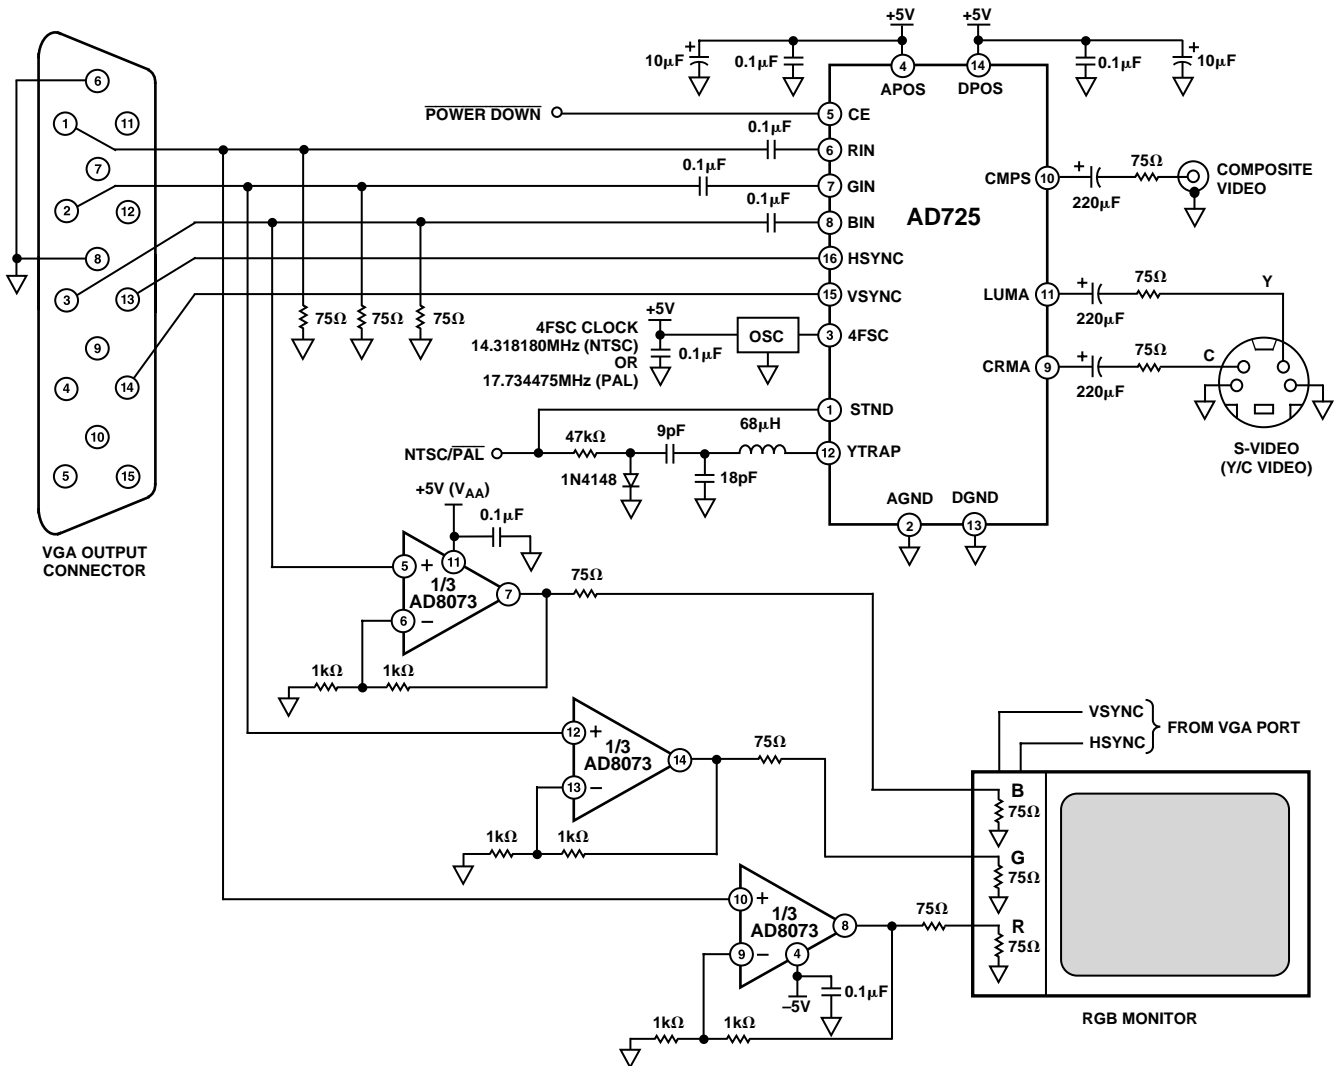 +5V
+5V
10μF
+
0.1μF
0.1μF
+
10μF
4
14
APOS
DPOS
6
1
11
7
2
12
8
3
13
9
4
14
10
5
15
VGA OUTPUT
CONNECTOR
POWER DOWN
5
CE
0.1μF
6
RIN
0.1μF
7
GIN
0.1μF
8
BIN
16
HSYNC
15
VSYNC
AD725
CMPS
10
+
220μF
75Ω
COMPOSITE
VIDEO
LUMA
11
+
220μF
75Ω
Y
CRMA
9
+
220μF
75Ω
C
S-VIDEO
(Y/C VIDEO)
75Ω
75Ω
75Ω
4FSC CLOCK
14.318180MHz (NTSC)
OR
17.734475MHz (PAL)
+5V
0.1μF
OSC
3
4FSC
1
STND
NTSC/PAL
47kΩ
1N4148
9pF
18pF
68μH
12
YTRAP
AGND
DGND
2
13
+5V (VAA)
0.1μF
5
+
11
1/3
AD8073
6
–
7
75Ω
1kΩ
1kΩ
12
+
1/3
AD8073
13
–
14
75Ω
1kΩ
1kΩ
10
+
1/3
AD8073
9
–
4
8
75Ω
–5V
0.1μF
1kΩ
1kΩ
VSYNC
HSYNC
FROM VGA PORT
B
75Ω
G
75Ω
R
75Ω
RGB MONITOR